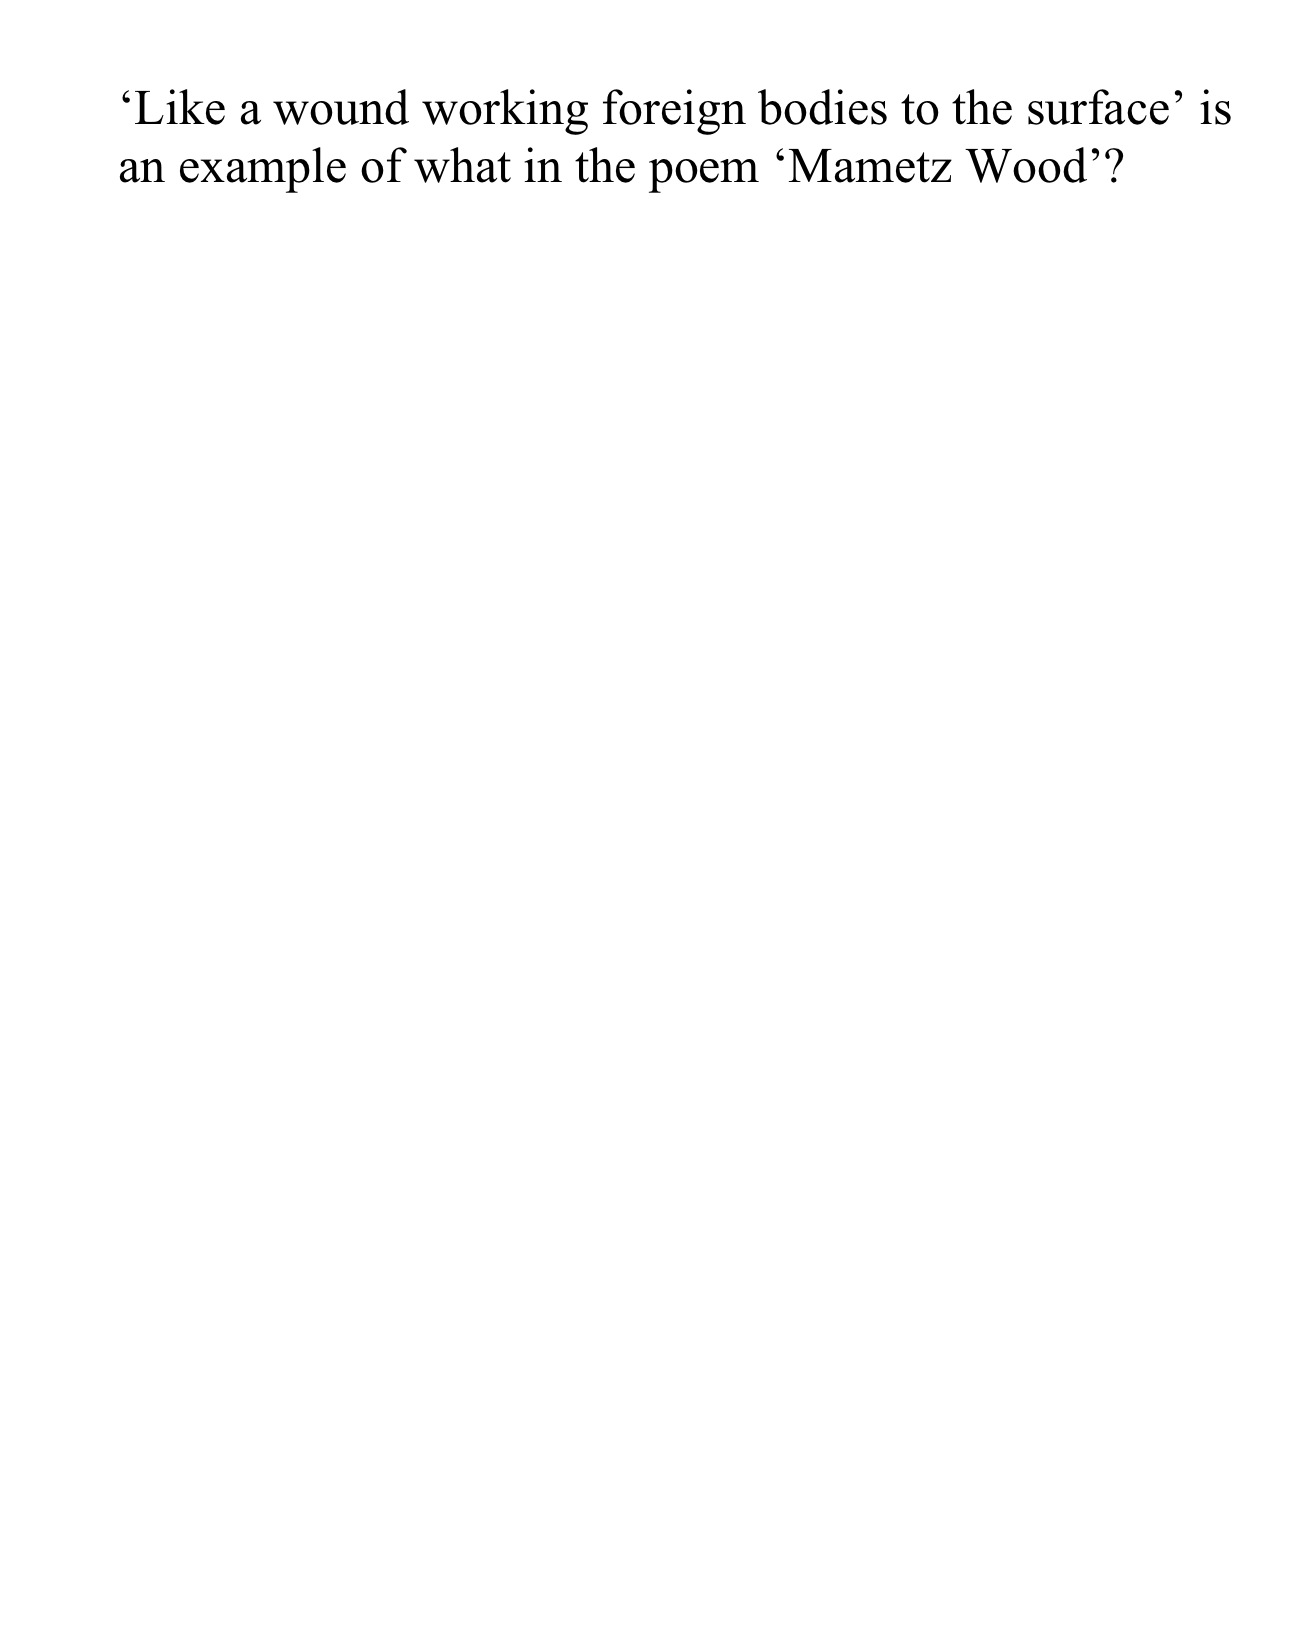 ‘Like a wound working foreign bodies to the surface’ is
an example of what in the poem ‘Mametz Wood’?